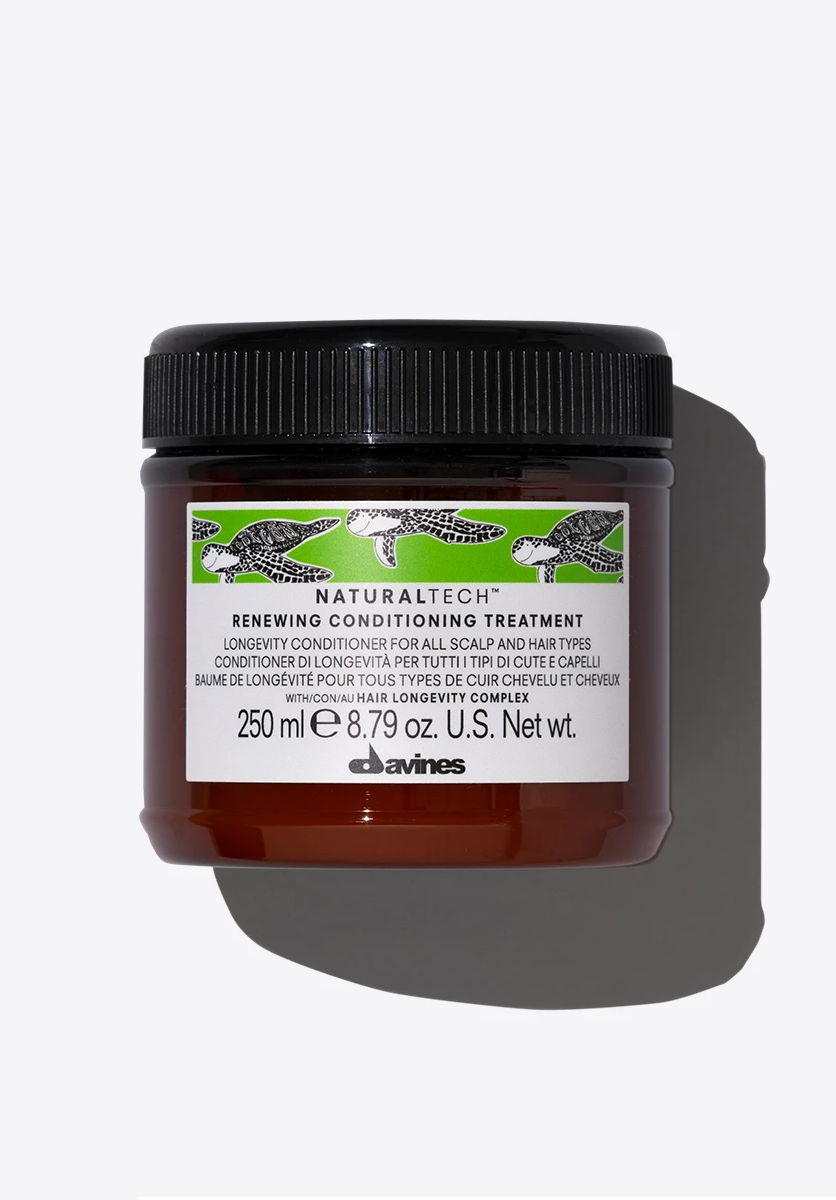 NATURALTECH™
RENEWING CONDITIONING TREATMENT
LONGEVITY CONDITIONER FOR ALL SCALP AND HAIR TYPES
CONDITIONER DI LONGEVITÀ PER TUTTI I TIPI DI CUTE E CAPELLI
BAUME DE LONGÉVITÉ POUR TOUS TYPES DE CUIR CHEVELU ET CHEVEUX
WITH/CON/AU HAIR LONGEVITY COMPLEX
250 ml ℮ 8.79 oz. U.S. Net wt.
davines